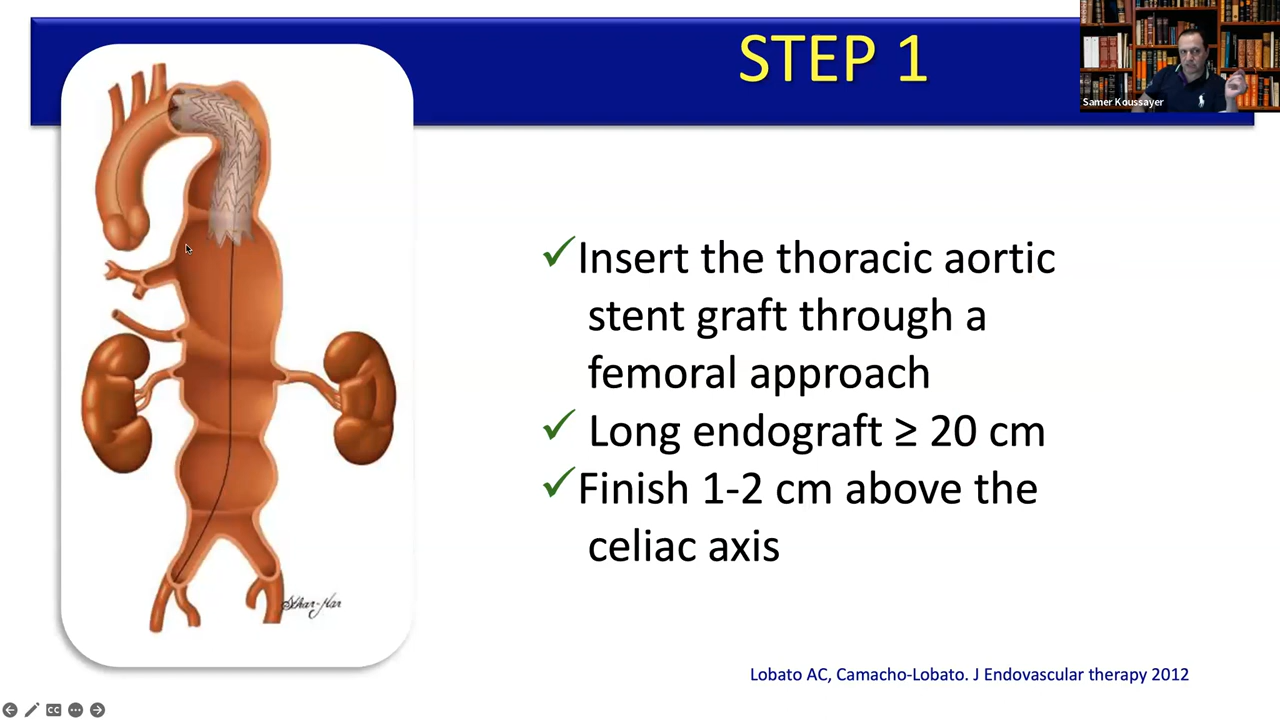 STEP 1
Samer Koussayer
✓Insert the thoracic aortic
stent graft through a
femoral approach
✓ Long endograft ≥ 20 cm
✓Finish 1-2 cm above the
celiac axis
Lobato AC, Camacho-Lobato. J Endovascular therapy 2012
CC